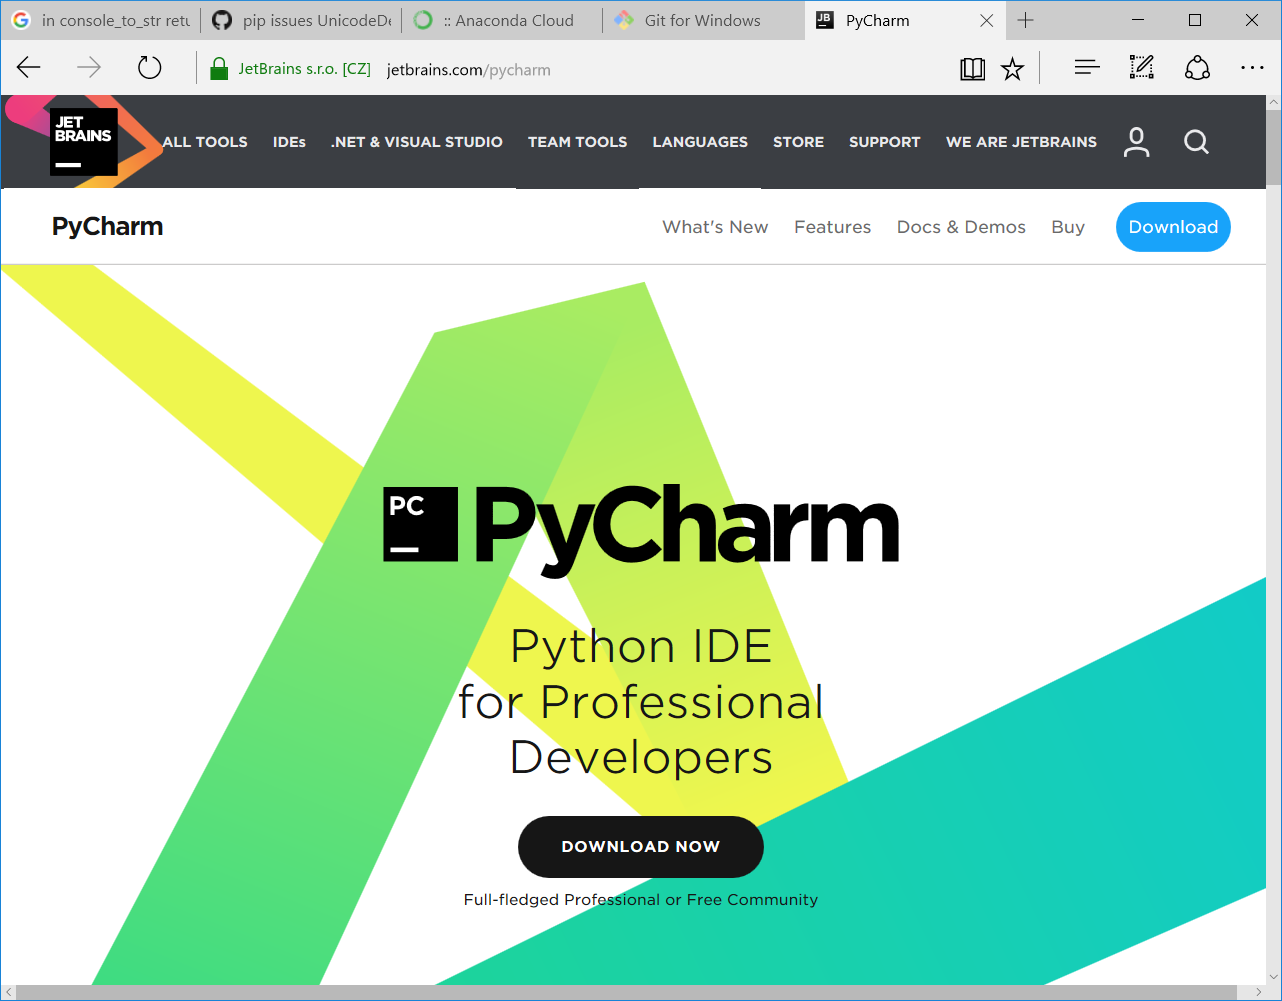 in console_to_str retu
pip issues UnicodeDe
:: Anaconda Cloud
Git for Windows
JB
PyCharm
JetBrains s.r.o. [CZ]
jetbrains.com/pycharm
JET
BRAINS
ALL TOOLS
IDEs
.NET & VISUAL STUDIO
TEAM TOOLS
LANGUAGES
STORE
SUPPORT
WE ARE JETBRAINS
PyCharm
What's New
Features
Docs & Demos
Buy
Download
PC
PyCharm
Python IDE
for Professional
Developers
DOWNLOAD NOW
Full-fledged Professional or Free Community